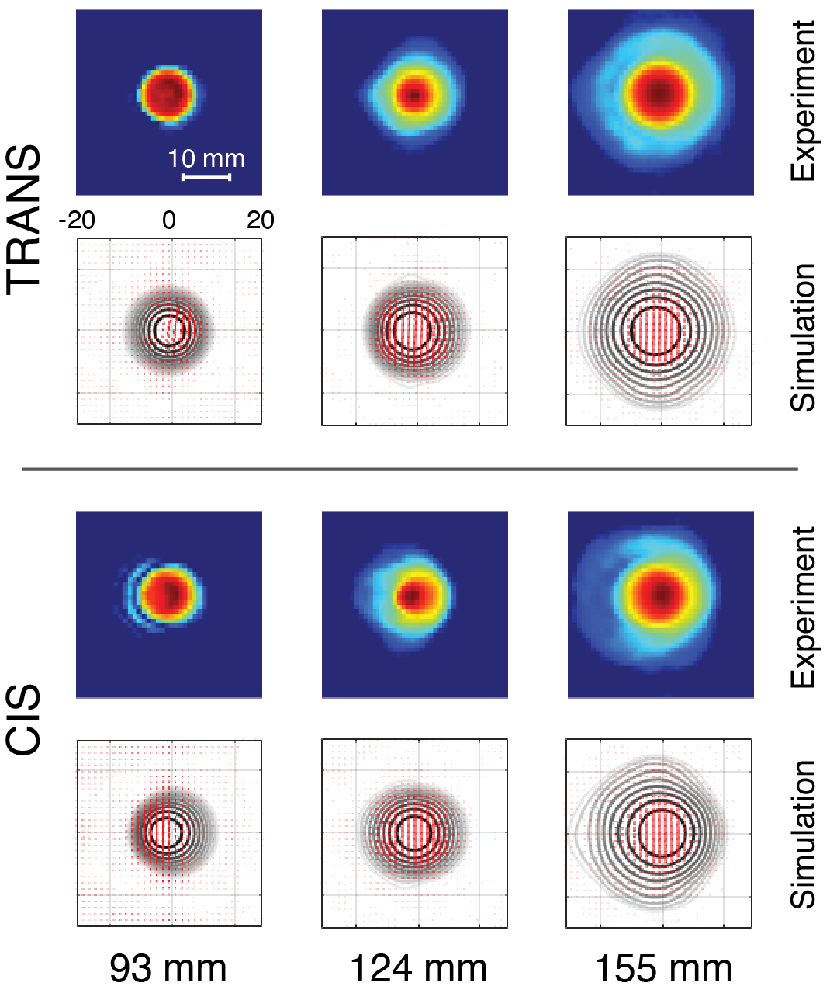 TRANS
Experiment
10 mm
-20 0 20
Simulation
CIS
Experiment
Simulation
93 mm 124 mm 155 mm